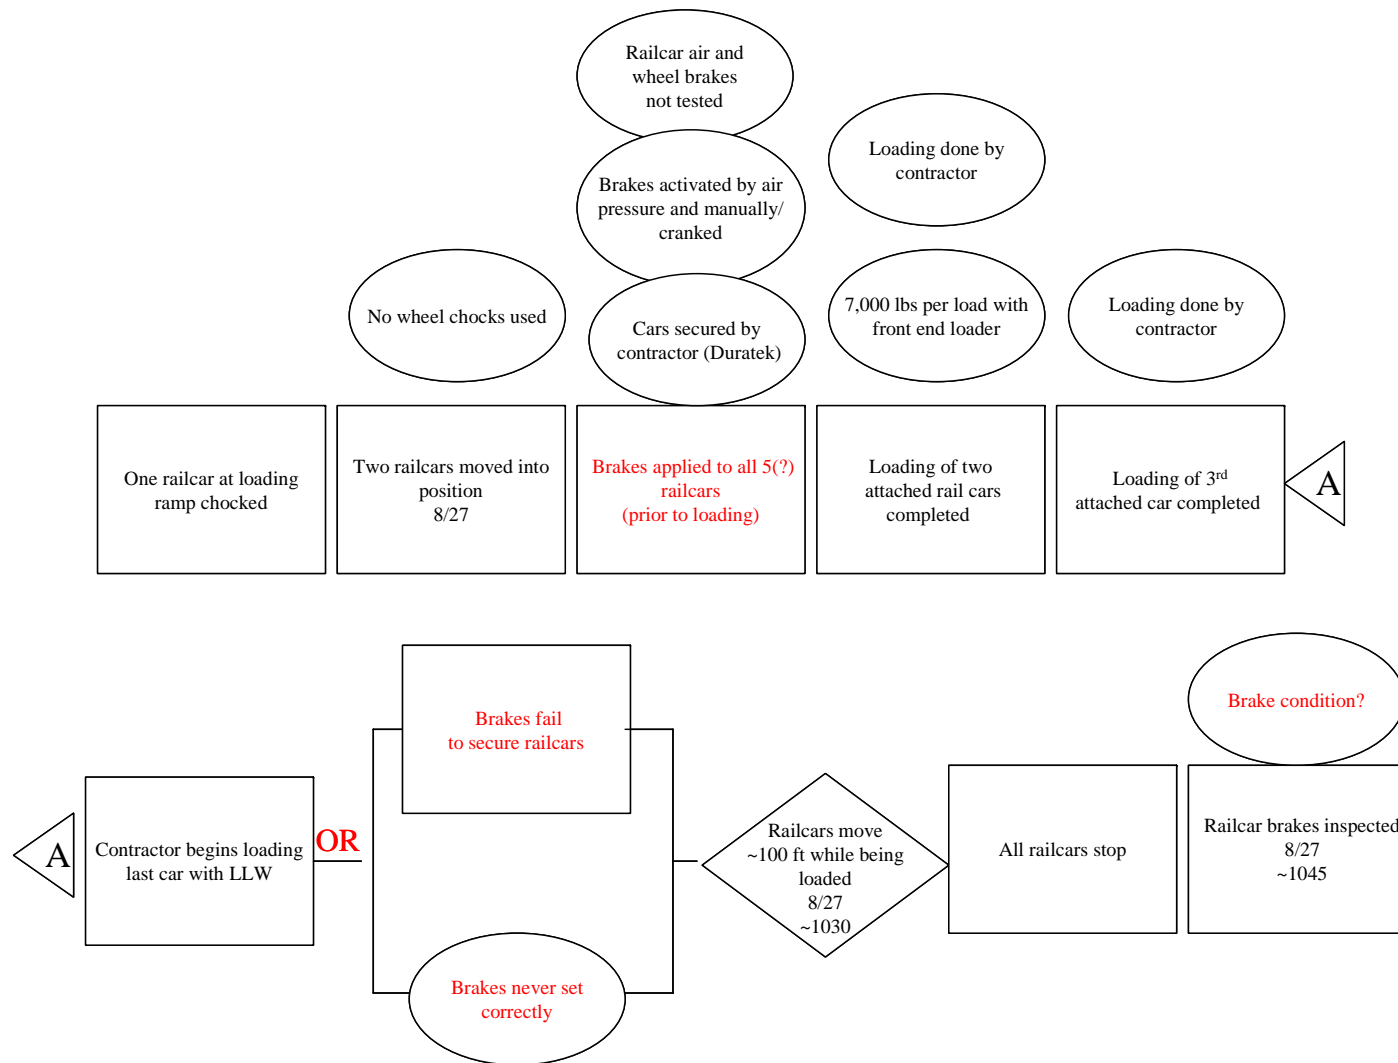 Railcar air and
wheel brakes
not tested
Brakes activated by air
pressure and manually/
cranked
Loading done by
contractor
No wheel chocks used
Cars secured by
contractor (Duratek)
7,000 lbs per load with
front end loader
Loading done by
contractor
One railcar at loading
ramp chocked
Two railcars moved into
position
8/27
Brakes applied to all 5(?)
railcars
(prior to loading)
Loading of two
attached rail cars
completed
Loading of 3rd
attached car completed
A
A
Contractor begins loading
last car with LLW
OR
Brakes fail
to secure railcars
Brakes never set
correctly
Railcars move
~100 ft while being
loaded
8/27
~1030
All railcars stop
Brake condition?
Railcar brakes inspected
8/27
~1045